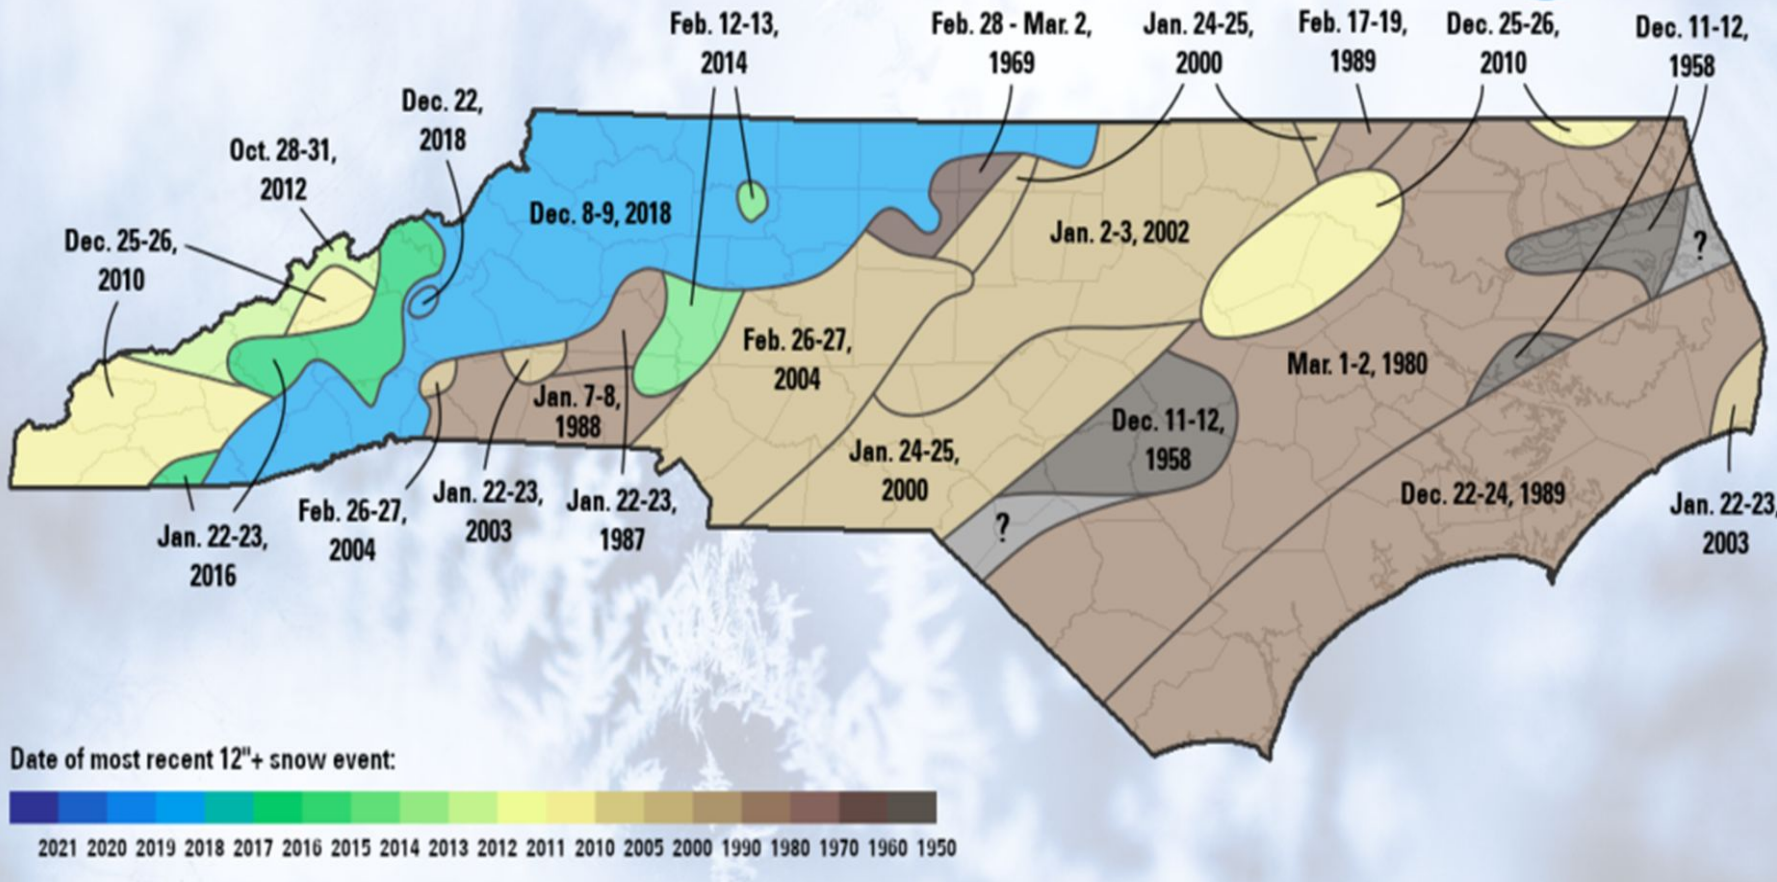 Feb. 12-13,
2014
Feb. 28 - Mar. 2,
1969
Jan. 24-25,
2000
Feb. 17-19,
1989
Dec. 25-26,
2010
Dec. 11-12,
1958
Dec. 22,
2018
Oct. 28-31,
2012
Dec. 25-26,
2010
Dec. 8-9, 2018
Jan. 2-3, 2002
?
Feb. 26-27,
2004
Mar. 1-2, 1980
Jan. 7-8,
1988
Dec. 11-12,
1958
Jan. 24-25,
2000
Dec. 22-24, 1989
?
Jan. 22-23,
2016
Feb. 26-27,
2004
Jan. 22-23,
2003
Jan. 22-23,
1987
Jan. 22-23,
2003
Date of most recent 12"+ snow event:
2021 2020 2019 2018 2017 2016 2015 2014 2013 2012 2011 2010 2005 2000 1990 1980 1970 1960 1950